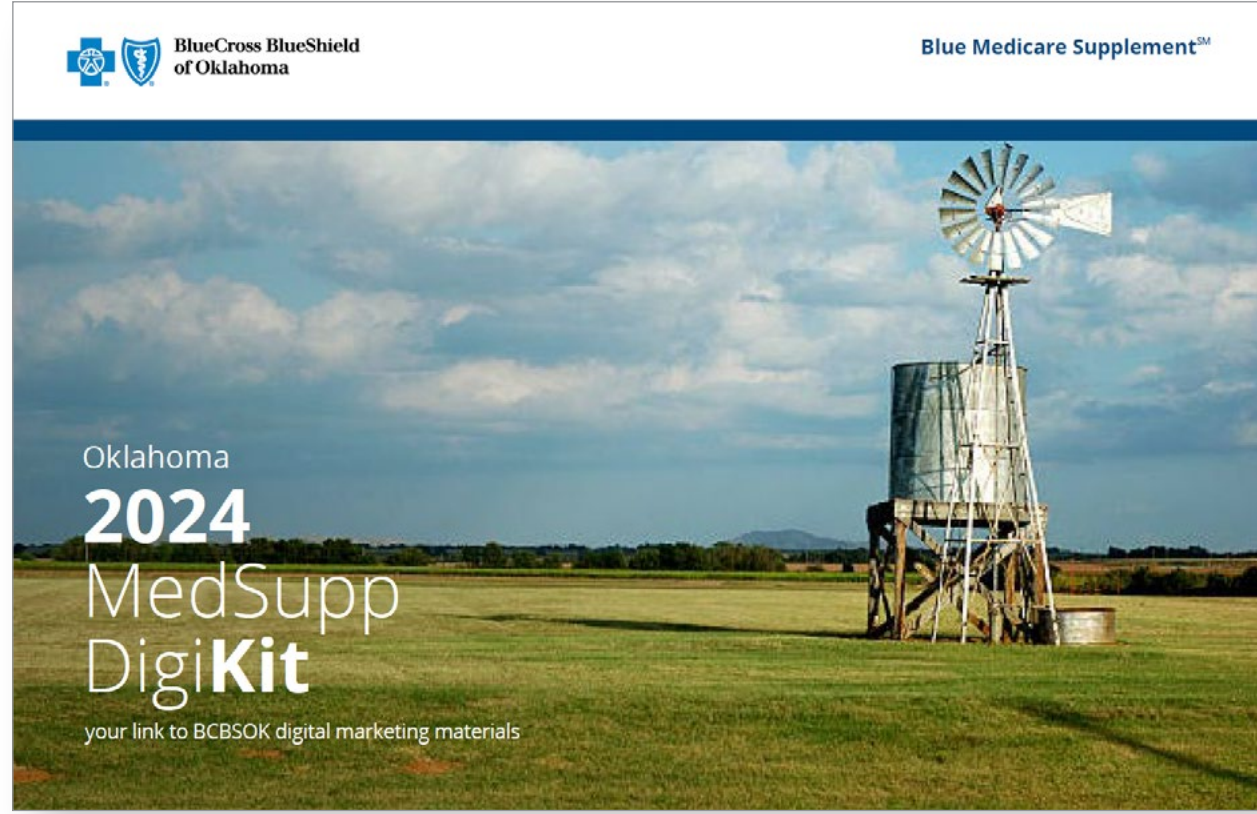 BlueCross BlueShield
of Oklahoma
Blue Medicare Supplement℠
Oklahoma
2024
MedSupp
DigiKit
your link to BCBSOK digital marketing materials